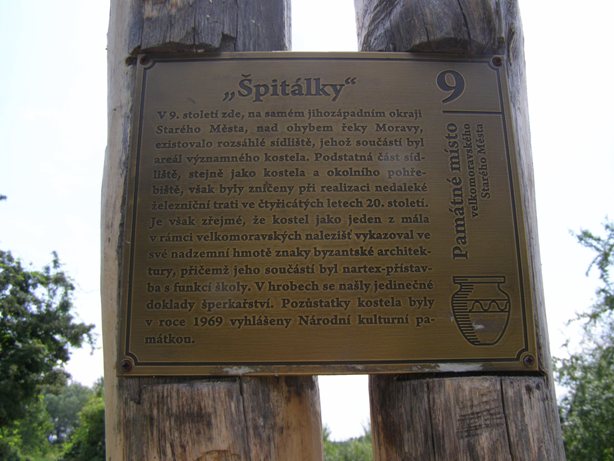 „Špitálky“
V 9. století zde, na samém jihozápadním okraji
Starého Města, nad ohybem řeky Moravy,
existovalo rozsáhlé sídliště, jehož součástí byl
areál významného kostela. Podstatná část síd-
liště, stejně jako kostela a okolního pohře-
biště, však byly zničeny při realizaci nedaleké
železniční trati ve čtyřicátých letech 20. století.
Je však zřejmé, že kostel jako jeden z mála
v rámci velkomoravských nalezišť vykazoval ve
své nadzemní hmotě znaky byzantské architek-
tury, přičemž jeho součástí byl nartex-přístav-
ba s funkcí školy. V hrobech se našly jedinečné
doklady šperkařství. Pozůstatky kostela byly
v roce 1969 vyhlášeny Národní kulturní pa-
mátkou.
9
Památné místo
velkomoravského
Starého Města